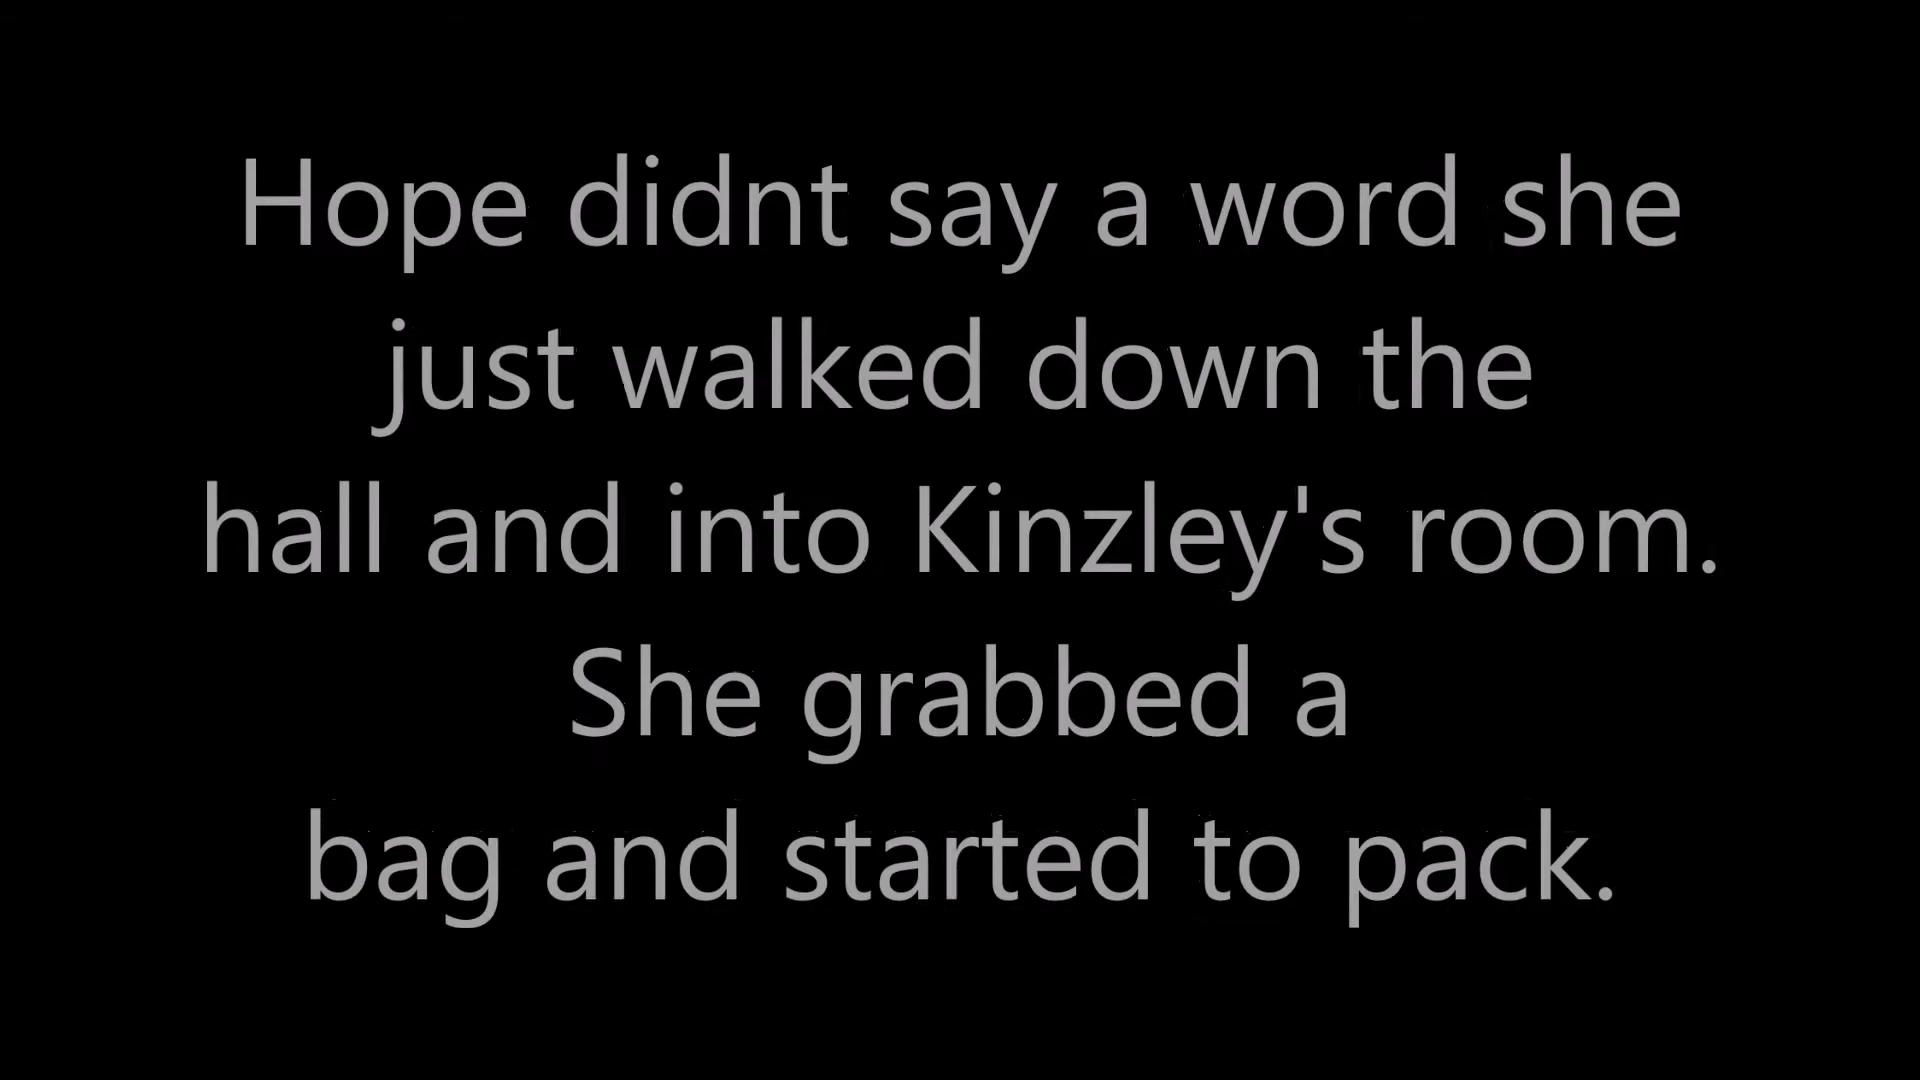 Hope didnt say a word she
just walked down the
hall and into Kinzley's room.
She grabbed a
bag and started to pack.